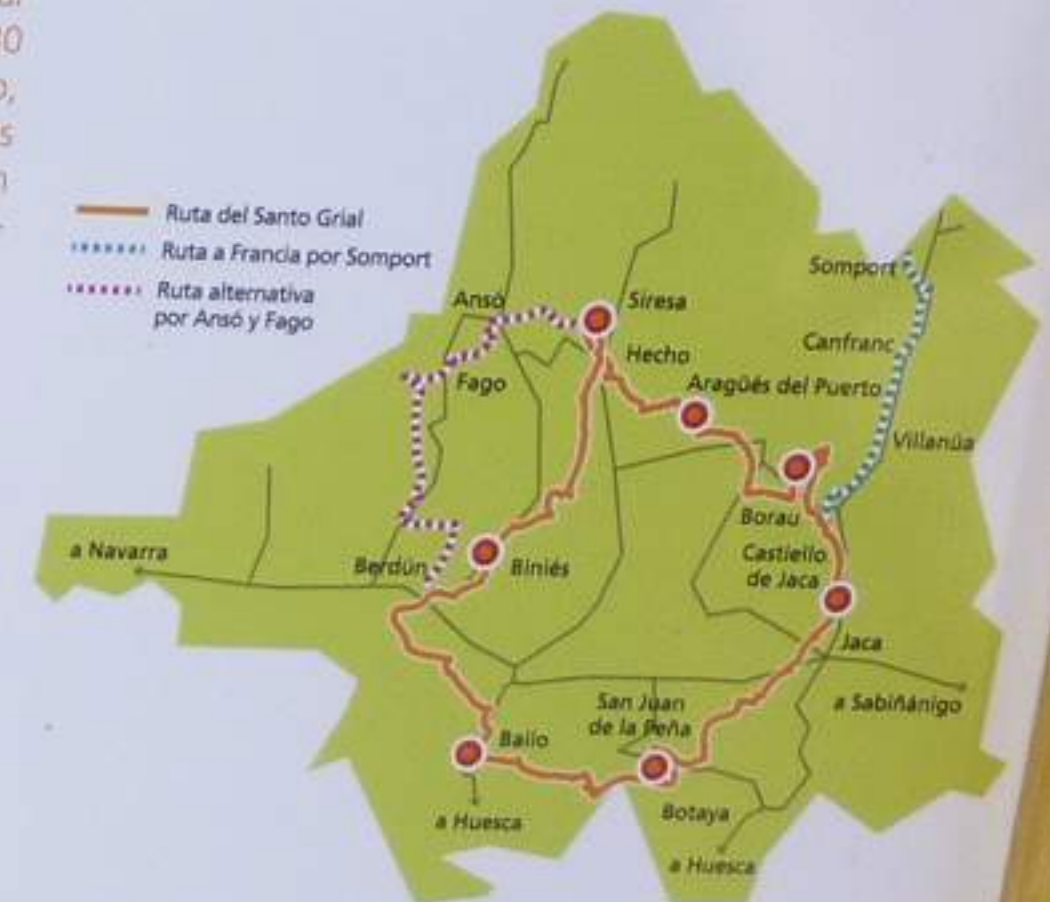 30
Ruta del Santo Grial
Ruta a Francia por Somport
Ruta alternativa
por Ansó y Fago
Somport
Ansó
Siresa
Canfranc
Hecho
Fago
Aragüés del Puerto
Villanúa
Borau
a Navarra
Berdún
Biniés
Castiello
de Jaca
Jaca
San Juan
de la Peña
a Sabiñánigo
Bailo
Botaya
a Huesca
a Huesca